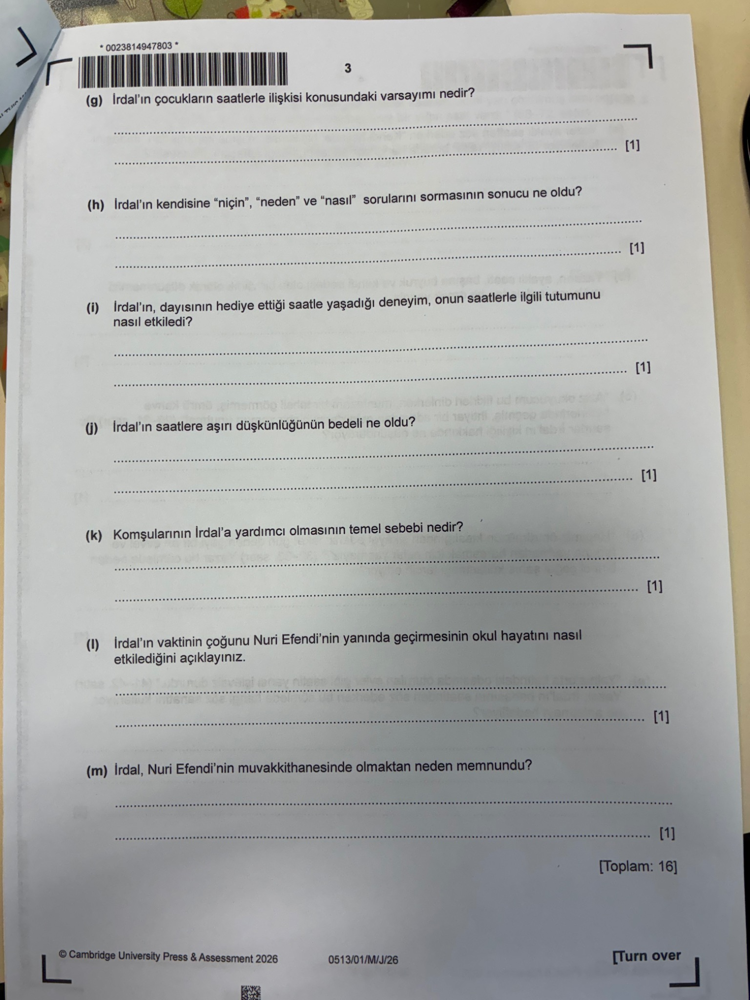 * 0023814947803 *
3
(g) İrdal’ın çocukların saatlerle ilişkisi konusundaki varsayımı nedir?
[1]
(h) İrdal’ın kendisine “niçin”, “neden” ve “nasıl” sorularını sormasının sonucu ne oldu?
[1]
(i) İrdal’ın, dayısının hediye ettiği saatle yaşadığı deneyim, onun saatlerle ilgili tutumunu
nasıl etkiledi?
[1]
(j) İrdal’ın saatlere aşırı düşkünlüğünün bedeli ne oldu?
[1]
(k) Komşularının İrdal’a yardımcı olmasının temel sebebi nedir?
[1]
(l) İrdal’ın vaktinin çoğunu Nuri Efendi’nin yanında geçirmesinin okul hayatını nasıl
etkilediğini açıklayınız.
[1]
(m) İrdal, Nuri Efendi’nin muvakkithanesinde olmaktan neden memnundu?
[1]
[Toplam: 16]
© Cambridge University Press & Assessment 2026
0513/01/M/J/26
[Turn over